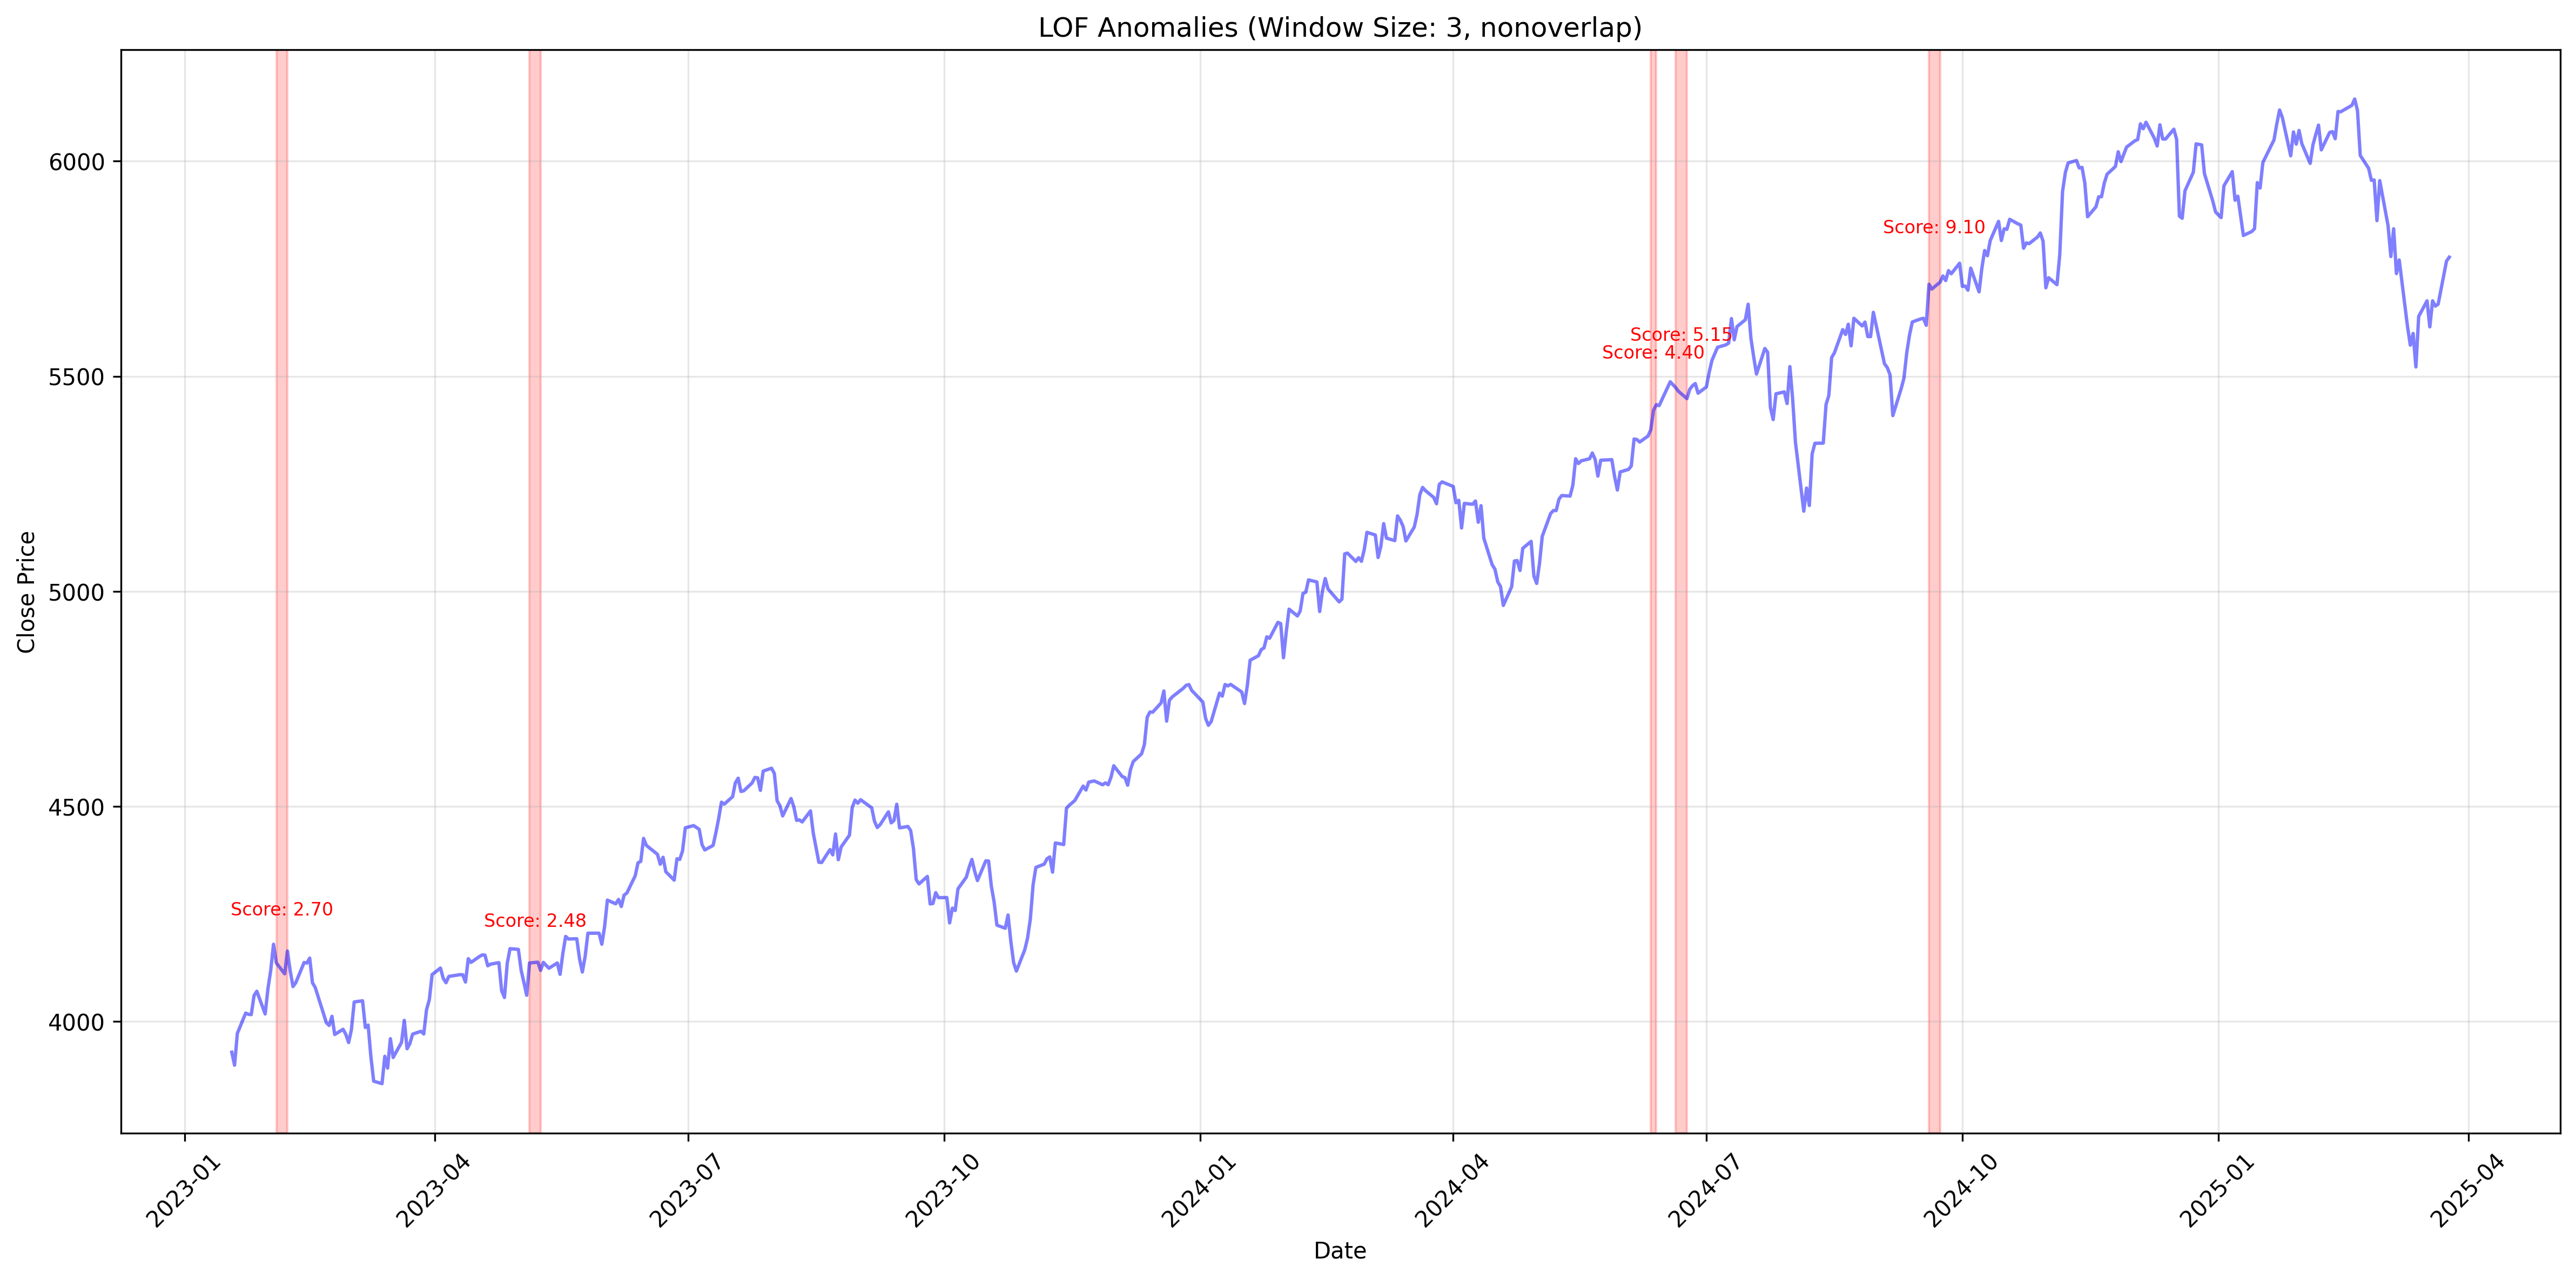 LOF Anomalies (Window Size: 3, nonoverlap)
Close Price
6000
5500
5000
4500
4000
Score: 2.70
Score: 2.48
Score: 4.40
Score: 5.15
Score: 9.10
2023-01
2023-04
2023-07
2023-10
2024-01
2024-04
2024-07
2024-10
2025-01
2025-04
Date